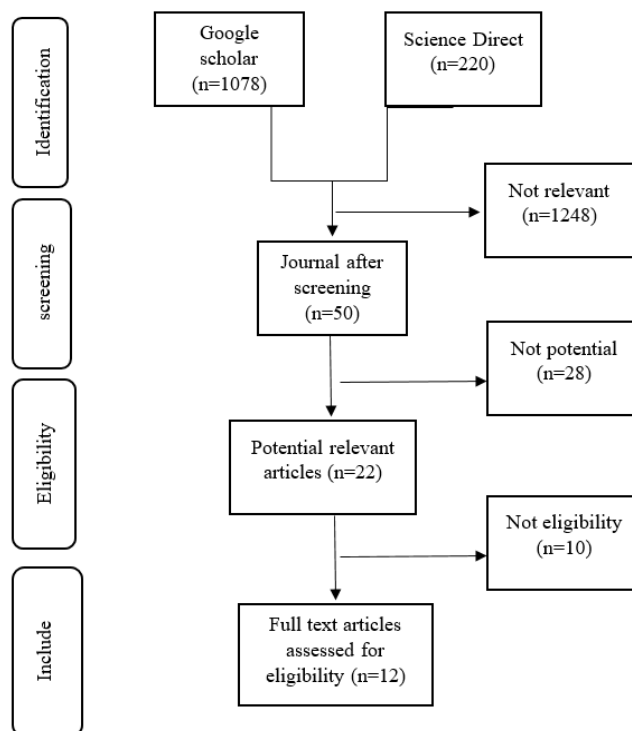 Identification
Google
scholar
(n=1078)
Science Direct
(n=220)
Not relevant
(n=1248)
screening
Journal after
screening
(n=50)
Not potential
(n=28)
Eligibility
Potential relevant
articles (n=22)
Not eligibility
(n=10)
Include
Full text articles
assessed for
eligibility (n=12)